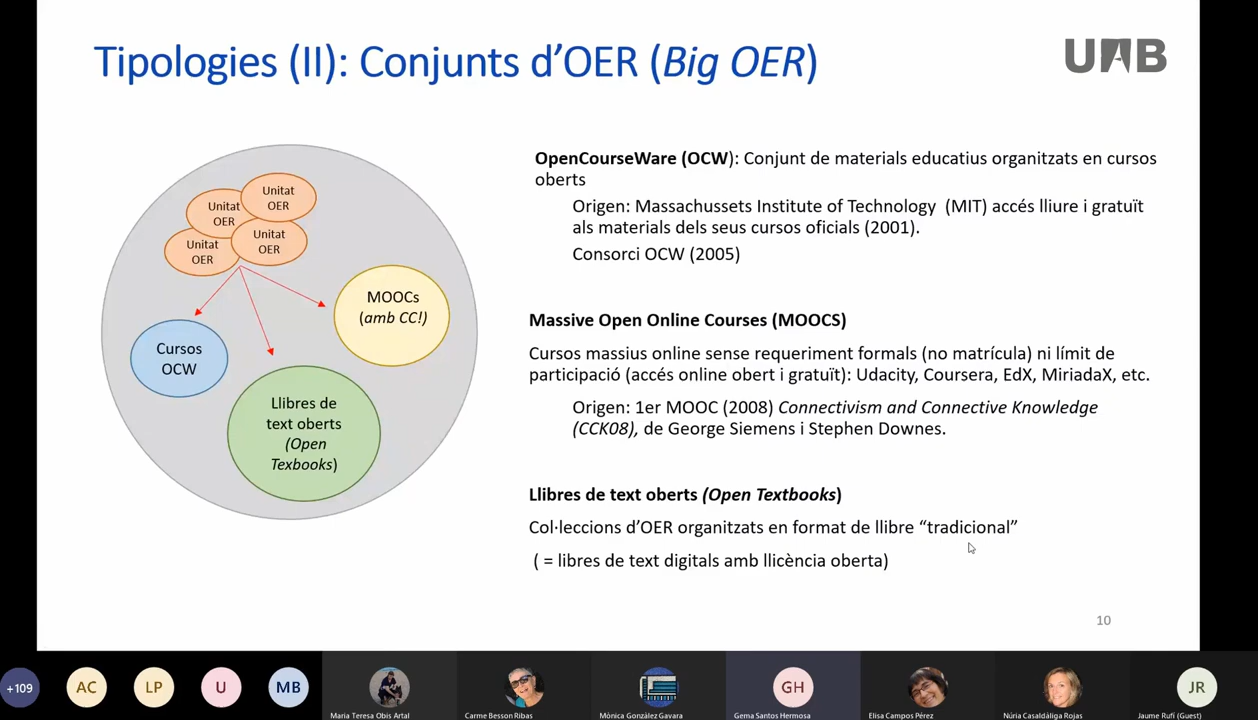 Tipologies (II): Conjunts d’OER (Big OER)
UAB
Unitat
OER
Unitat
OER
Unitat
OER
Unitat
OER
MOOCs
(amb CC!)
Cursos
OCW
Llibres de
text oberts
(Open
Texbooks)
OpenCourseWare (OCW): Conjunt de materials educatius organitzats en cursos
oberts
Origen: Massachussets Institute of Technology (MIT) accés lliure i gratuït
als materials dels seus cursos oficials (2001).
Consorci OCW (2005)
Massive Open Online Courses (MOOCS)
Cursos massius online sense requeriment formals (no matrícula) ni límit de
participació (accés online obert i gratuït): Udacity, Coursera, EdX, MiriadaX, etc.
Origen: 1er MOOC (2008) Connectivism and Connective Knowledge
(CCK08), de George Siemens i Stephen Downes.
Llibres de text oberts (Open Textbooks)
Col·leccions d’OER organitzats en format de llibre “tradicional”
( = libres de text digitals amb llicència oberta)
10
+109
AC
LP
U
MB
GH
JR
Maria Teresa Obis Artal
Carme Besson Ribas
Mònica González Gavara
Gema Santos Hermosa
Elisa Campos Pérez
Núria Casaldàliga Rojas
Jaume Rufí (Guest)